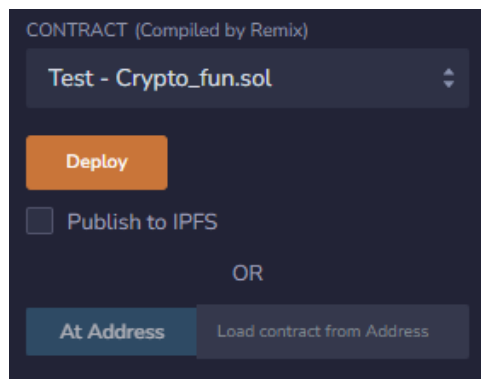 CONTRACT (Compiled by Remix)
Test - Crypto_fun.sol
Deploy
Publish to IPFS
OR
At Address Load contract from Address